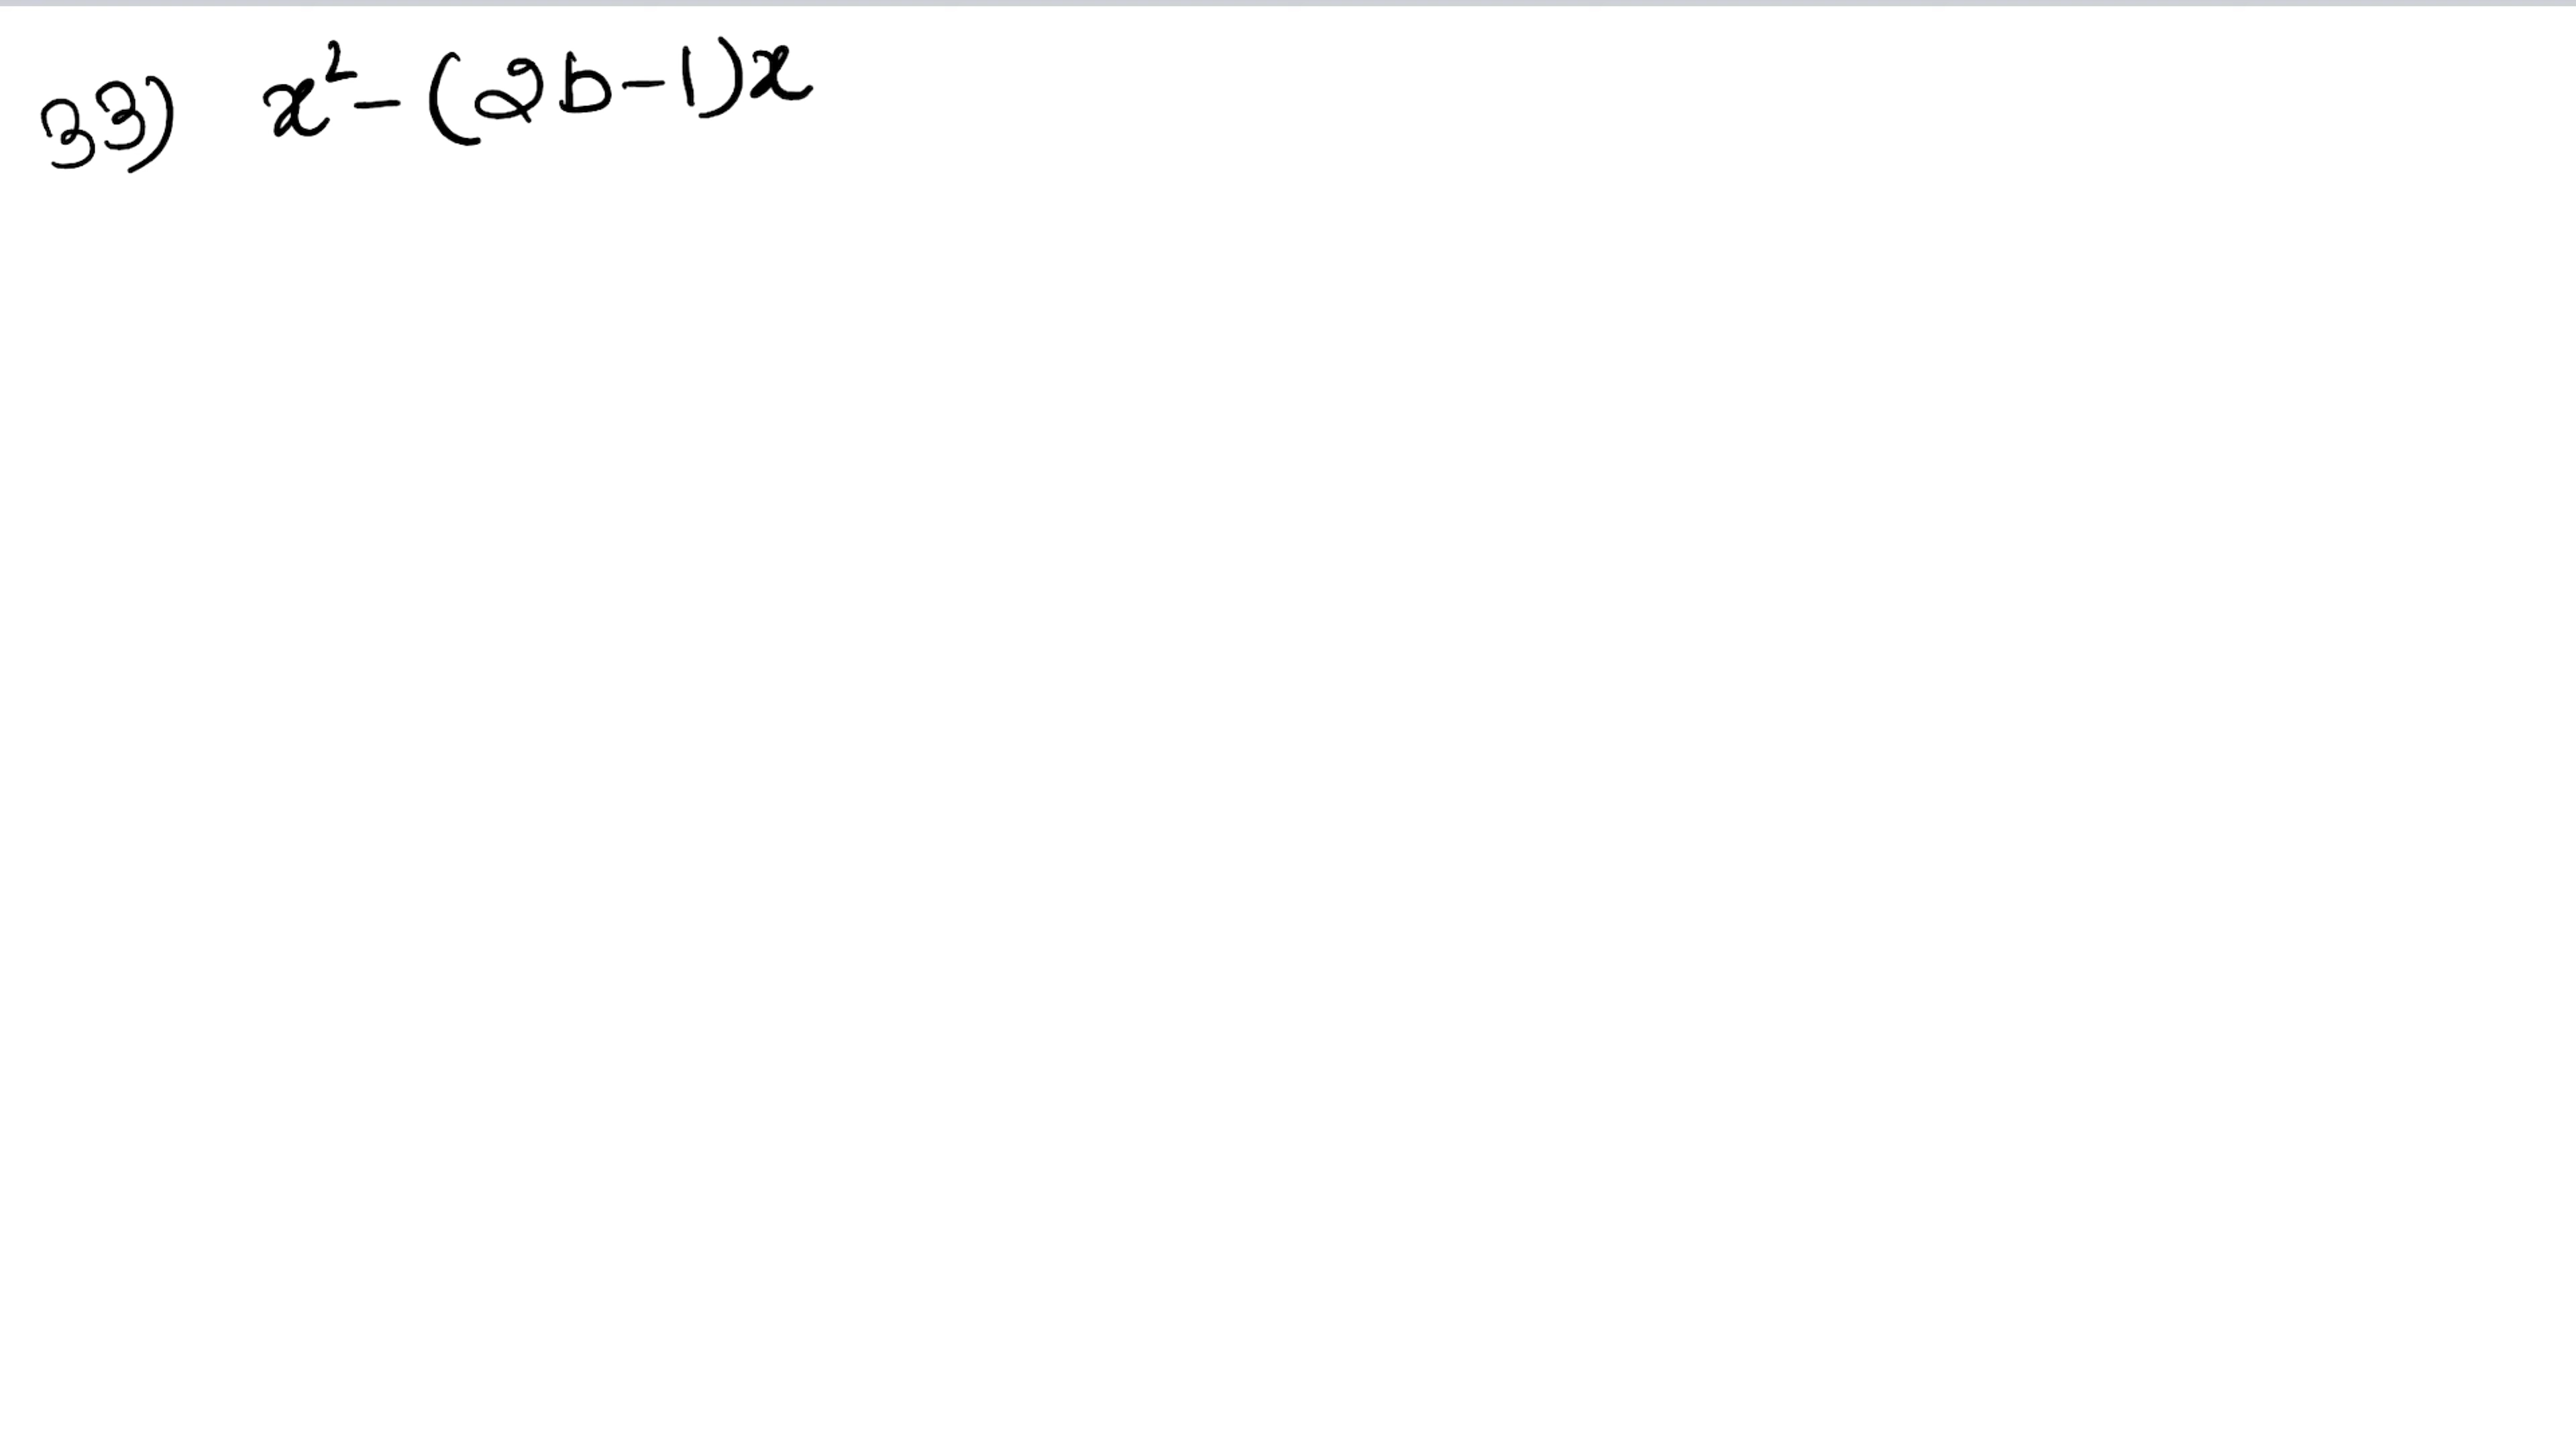 33) x² - (2b-1)x